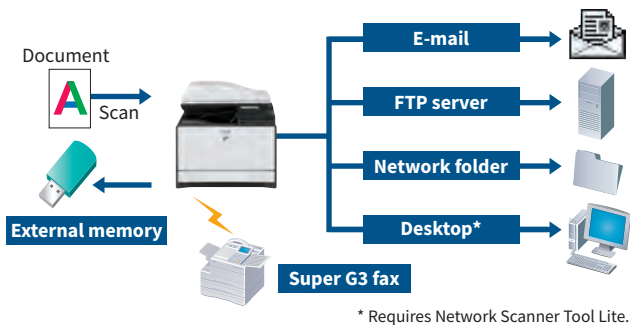 Document
A
Scan
External memory
Super G3 fax
E-mail
FTP server
Network folder
Desktop*
* Requires Network Scanner Tool Lite.